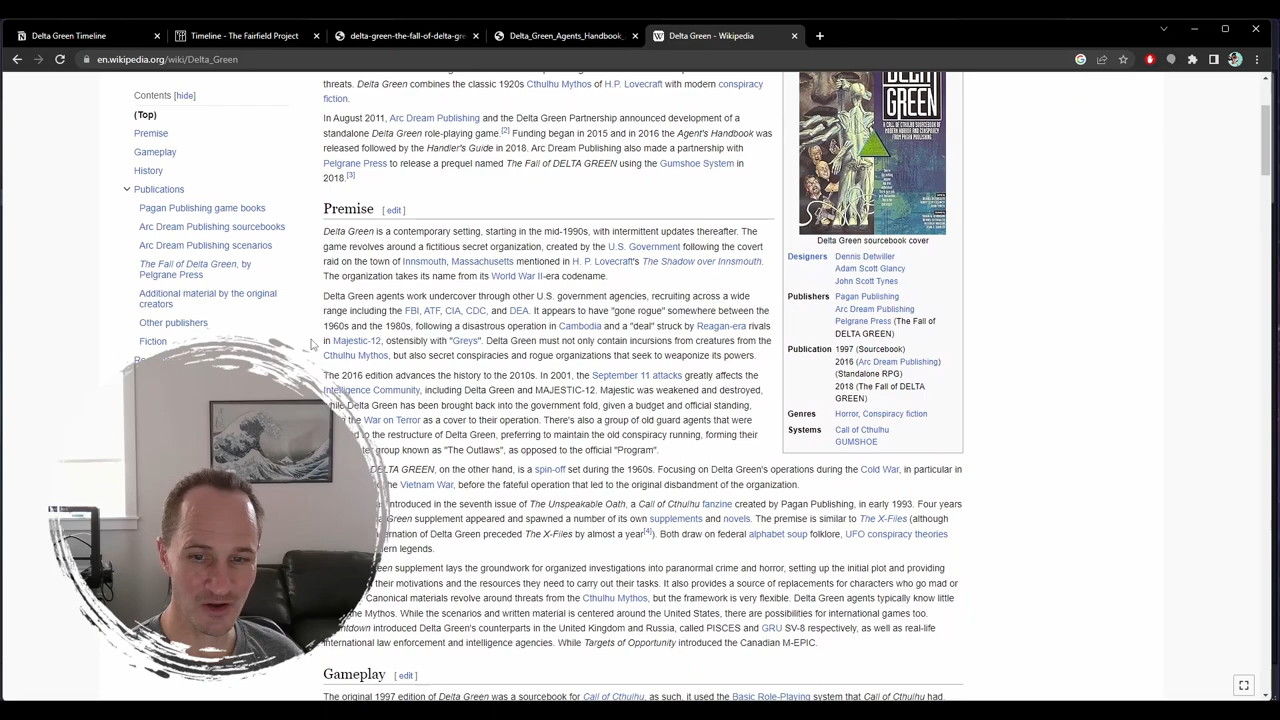 Delta Green Timeline
Timeline - The Fairfield Project
delta-green-the-fall-of-delta-gre
Delta_Green_Agents_Handbook_
Delta Green - Wikipedia
en.wikipedia.org/wiki/Delta_Green
Contents [hide]
(Top)
Premise
Gameplay
History
Publications
Pagan Publishing game books
Arc Dream Publishing sourcebooks
Arc Dream Publishing scenarios
The Fall of Delta Green, by
Pelgrane Press
Additional material by the original
creators
Other publishers
Fiction
threats. Delta Green combines the classic 1920s Cthulhu Mythos of H.P. Lovecraft with modern conspiracy
fiction.
In August 2011, Arc Dream Publishing and the Delta Green Partnership announced development of a
standalone Delta Green role-playing game.[2] Funding began in 2015 and in 2016 the Agent's Handbook was
released followed by the Handler's Guide in 2018. Arc Dream Publishing also made a partnership with
Pelgrane Press to release a prequel named The Fall of DELTA GREEN using the Gumshoe System in
2018.[3]
Premise [ edit ]
Delta Green is a contemporary setting, starting in the mid-1990s, with intermittent updates thereafter. The
game revolves around a fictitious secret organization, created by the U.S. Government following the covert
raid on the town of Innsmouth, Massachusetts mentioned in H. P. Lovecraft's The Shadow over Innsmouth.
The organization takes its name from its World War II-era codename.
Delta Green agents work undercover through other U.S. government agencies, recruiting across a wide
range including the FBI, ATF, CIA, CDC, and DEA. It appears to have "gone rogue" somewhere between the
1960s and the 1980s, following a disastrous operation in Cambodia and a "deal" struck by Reagan-era rivals
in Majestic-12, ostensibly with "Greys". Delta Green must not only contain incursions from creatures from the
Cthulhu Mythos, but also secret conspiracies and rogue organizations that seek to weaponize its powers.
The 2016 edition advances the history to the 2010s. In 2001, the September 11 attacks greatly affects the
Intelligence Community, including Delta Green and MAJESTIC-12. Majestic was weakened and destroyed,
while Delta Green has been brought back into the government fold, given a budget and official standing,
the War on Terror as a cover to their operation. There's also a group of old guard agents that were
to the restructure of Delta Green, preferring to maintain the old conspiracy running, forming their
group known as "The Outlaws", as opposed to the official "Program".
DELTA GREEN, on the other hand, is a spin-off set during the 1960s. Focusing on Delta Green's operations during the Cold War, in particular in
the Vietnam War, before the fateful operation that led to the original disbandment of the organization.
introduced in the seventh issue of The Unspeakable Oath, a Call of Cthulhu fanzine created by Pagan Publishing, in early 1993. Four years
Green supplement appeared and spawned a number of its own supplements and novels. The premise is similar to The X-Files (although
of Delta Green preceded The X-Files by almost a year[4]). Both draw on federal alphabet soup folklore, UFO conspiracy theories
legends.
supplement lays the groundwork for organized investigations into paranormal crime and horror, setting up the initial plot and providing
their motivations and the resources they need to carry out their tasks. It also provides a source of replacements for characters who go mad or
Canonical materials revolve around threats from the Cthulhu Mythos, but the framework is very flexible. Delta Green agents typically know little
Mythos. While the scenarios and written material is centered around the United States, there are possibilities for international games too.
introduced Delta Green's counterparts in the United Kingdom and Russia, called PISCES and GRU SV-8 respectively, as well as real-life
international law enforcement and intelligence agencies. While Targets of Opportunity introduced the Canadian M-EPIC.
Gameplay [ edit ]
The original 1997 edition of Delta Green was a sourcebook for Call of Cthulhu, as such, it used the Basic Role-Playing system that Call of Cthulhu had.
DELTA
GREEN
Delta Green sourcebook cover
Designers Dennis Detwiller
Adam Scott Glancy
John Scott Tynes
Publishers Pagan Publishing
Arc Dream Publishing
Pelgrane Press (The Fall of
DELTA GREEN)
Publication 1997 (Sourcebook)
2016 (Arc Dream Publishing)
(Standalone RPG)
2018 (The Fall of DELTA
GREEN)
Genres Horror, Conspiracy fiction
Systems Call of Cthulhu
GUMSHOE